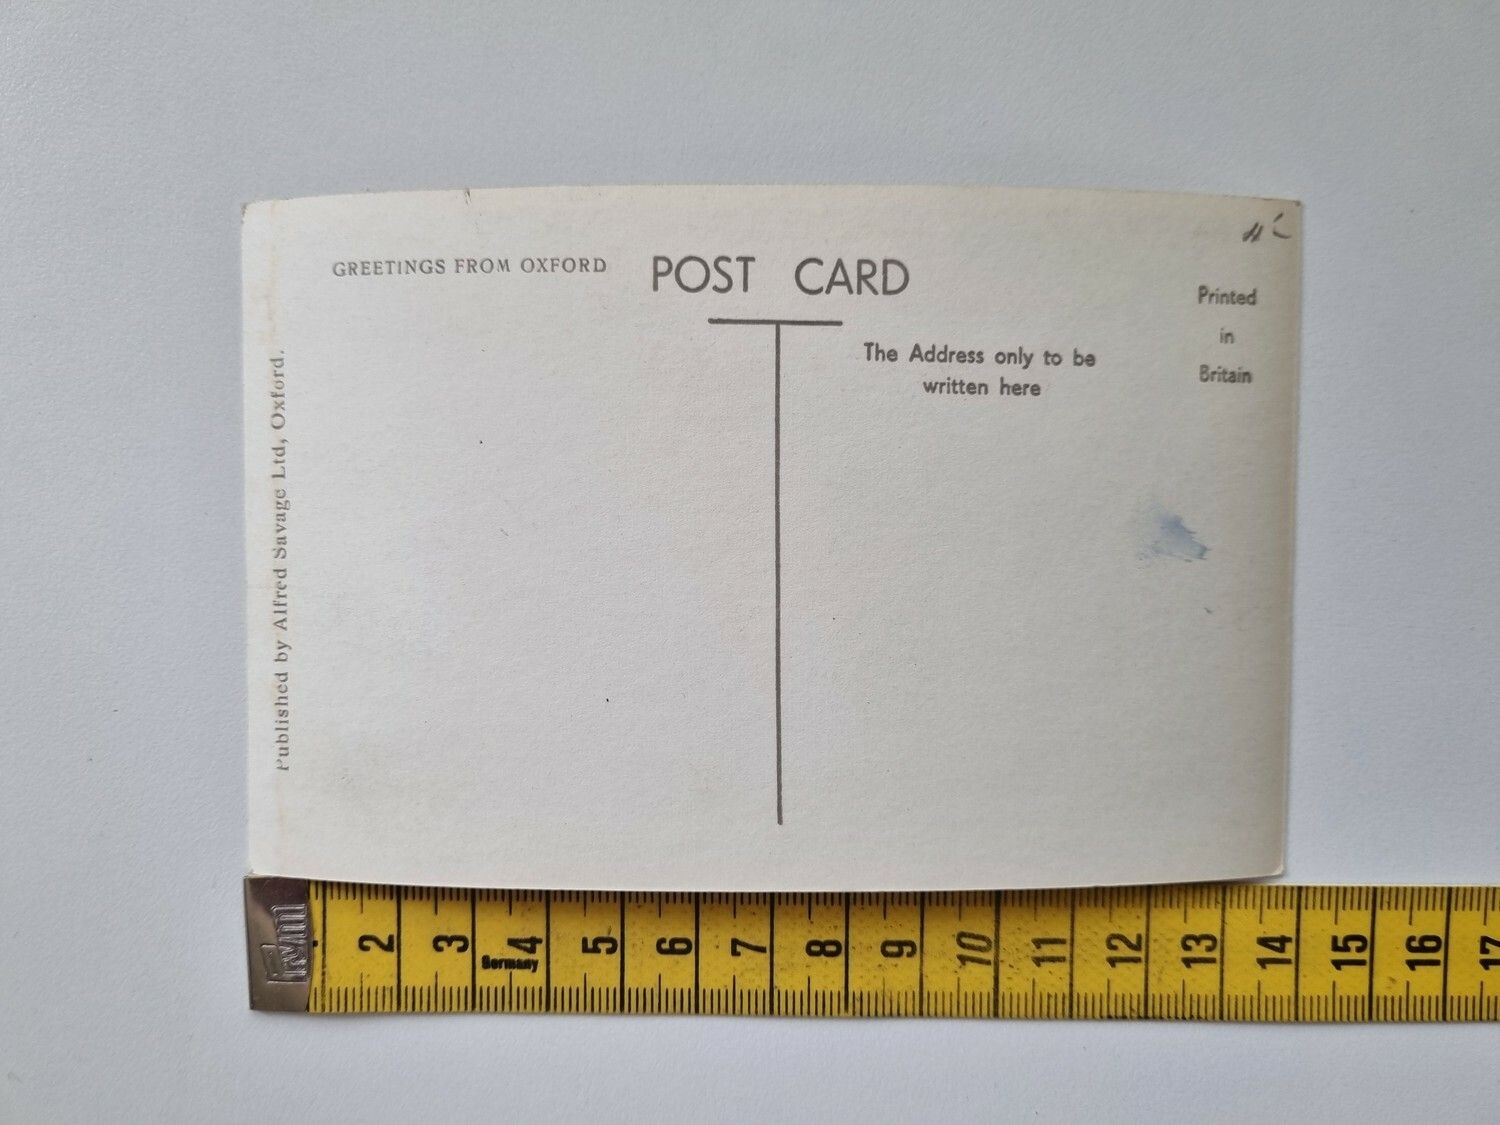 GREETINGS FROM OXFORD
POST CARD
Printed
in
Britain
The Address only to be
written here
Published by Alfred Savage Ltd, Oxford.
2 3 4 5 6 7 8 9 10 11 12 13 14 15 16 17
Germany